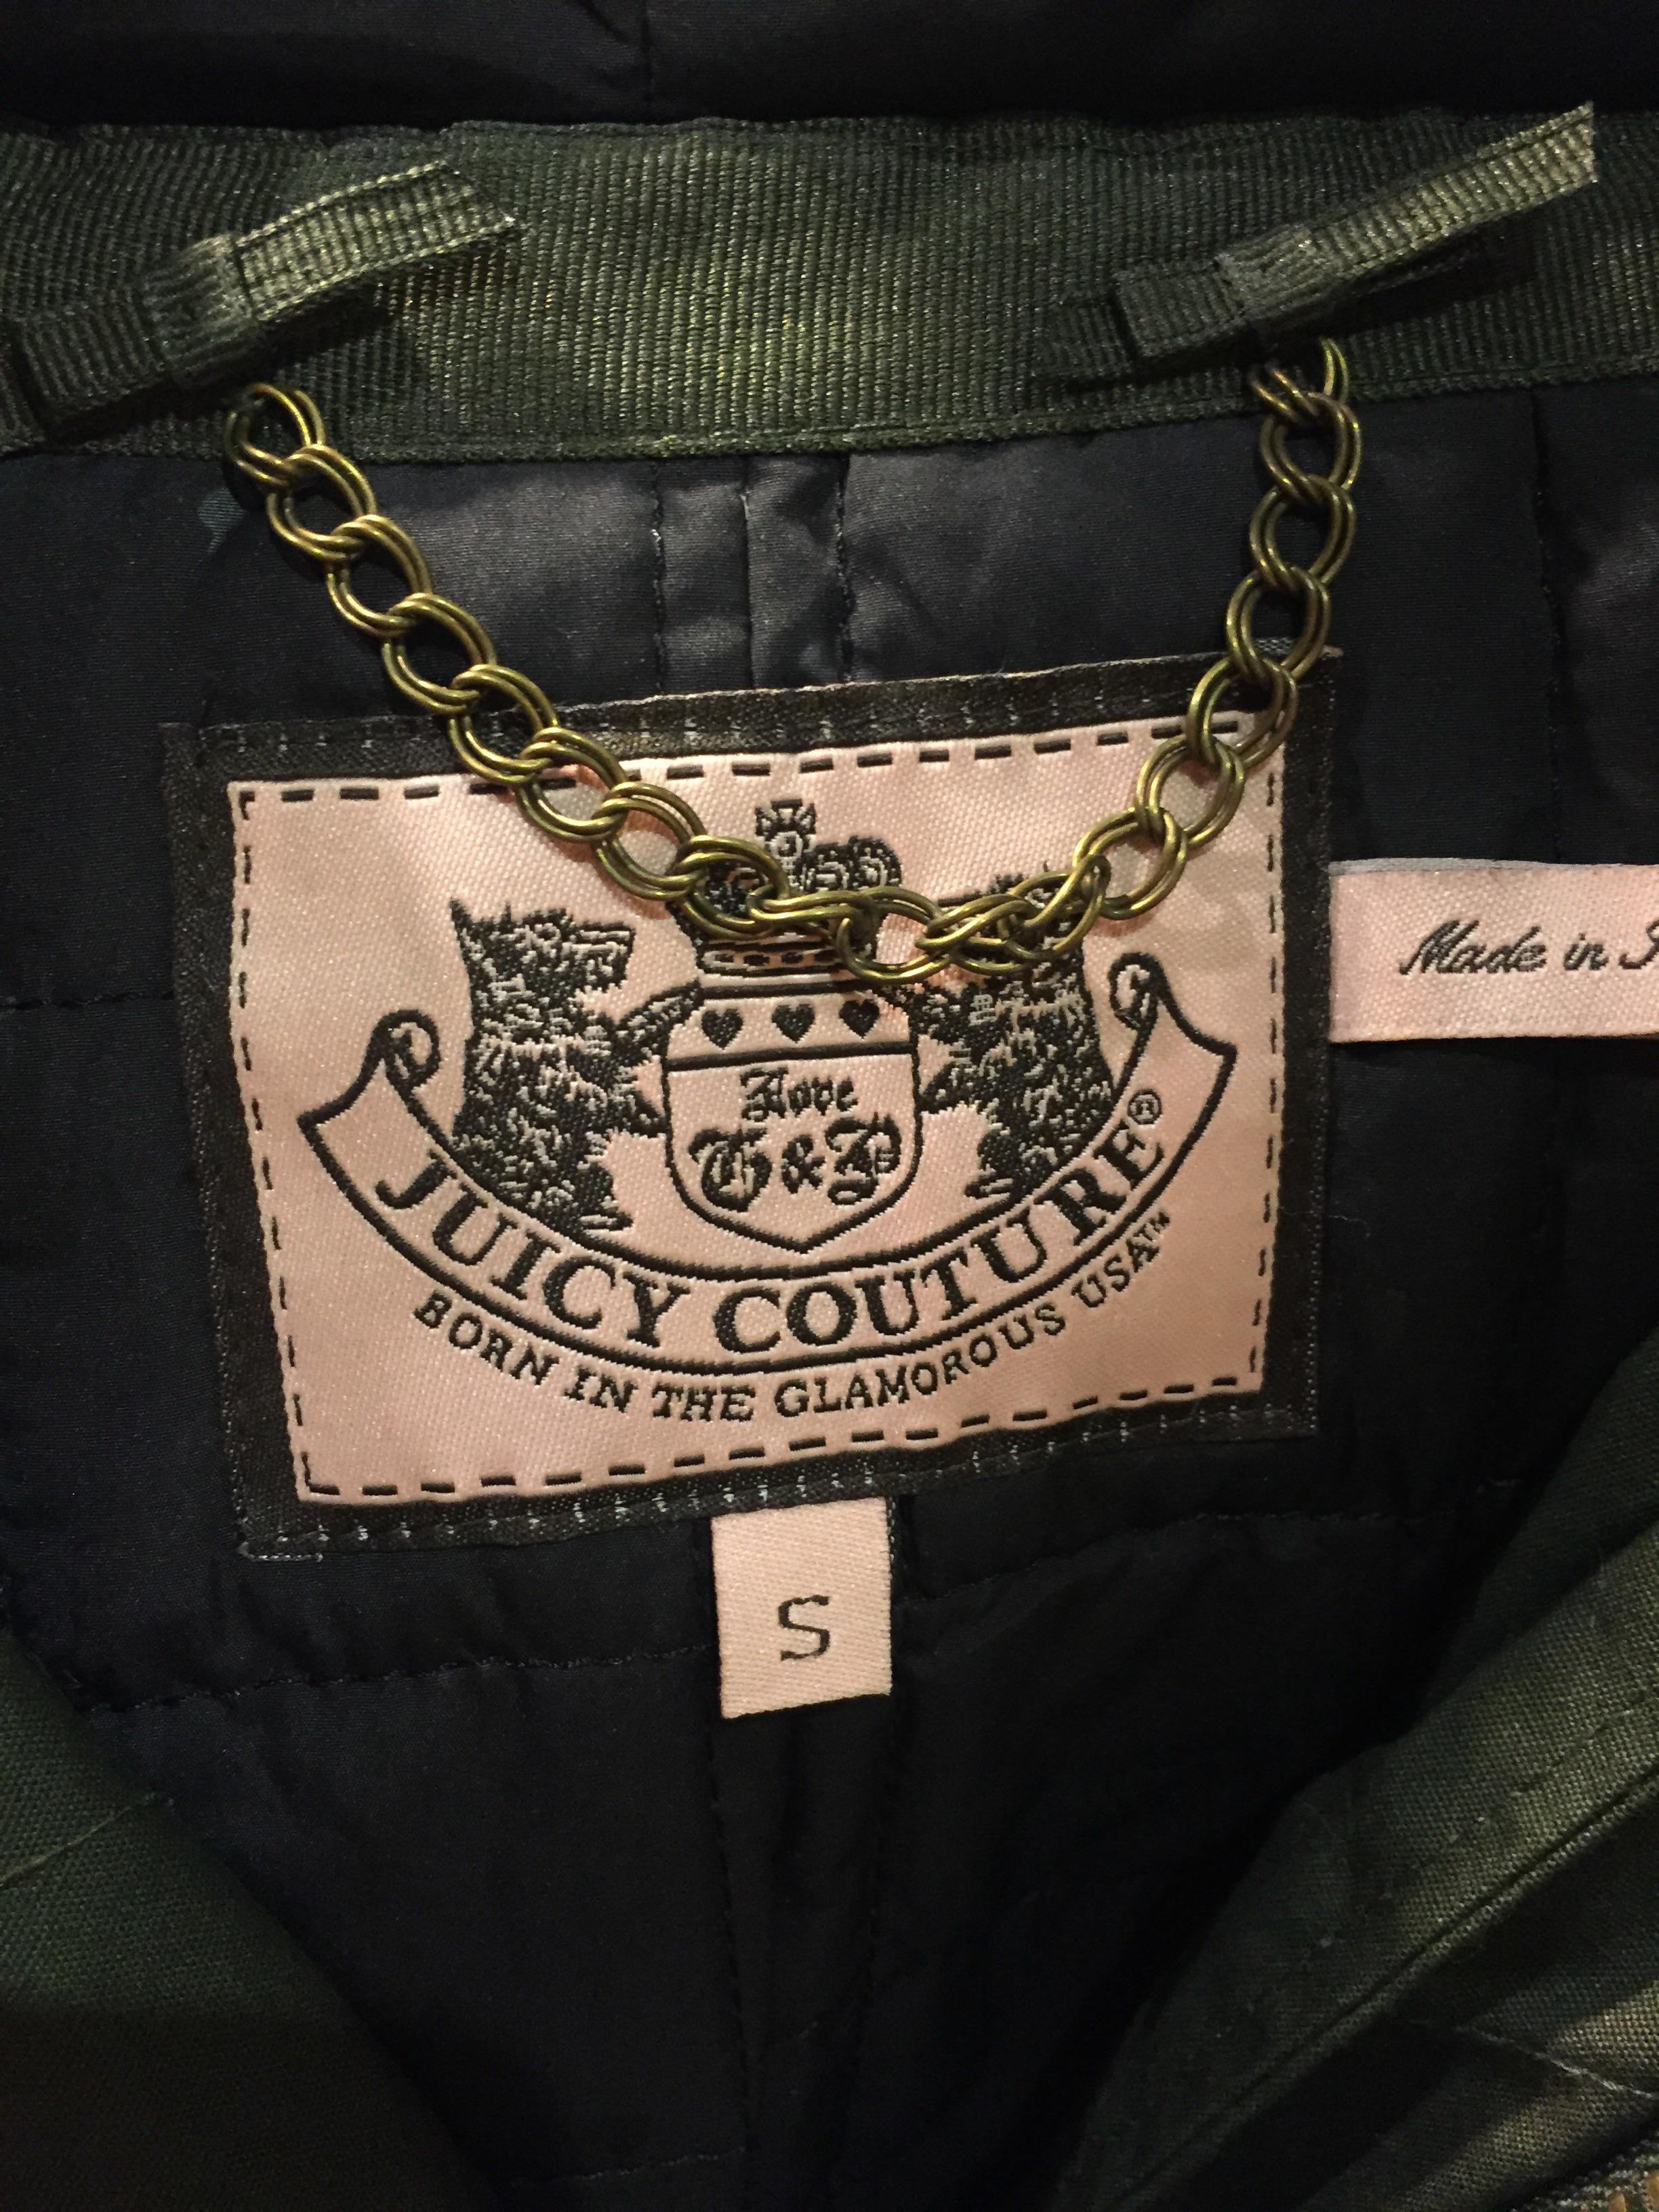 Love
G&P
JUICY COUTURE®
BORN IN THE GLAMOROUS USA™
S
Made in